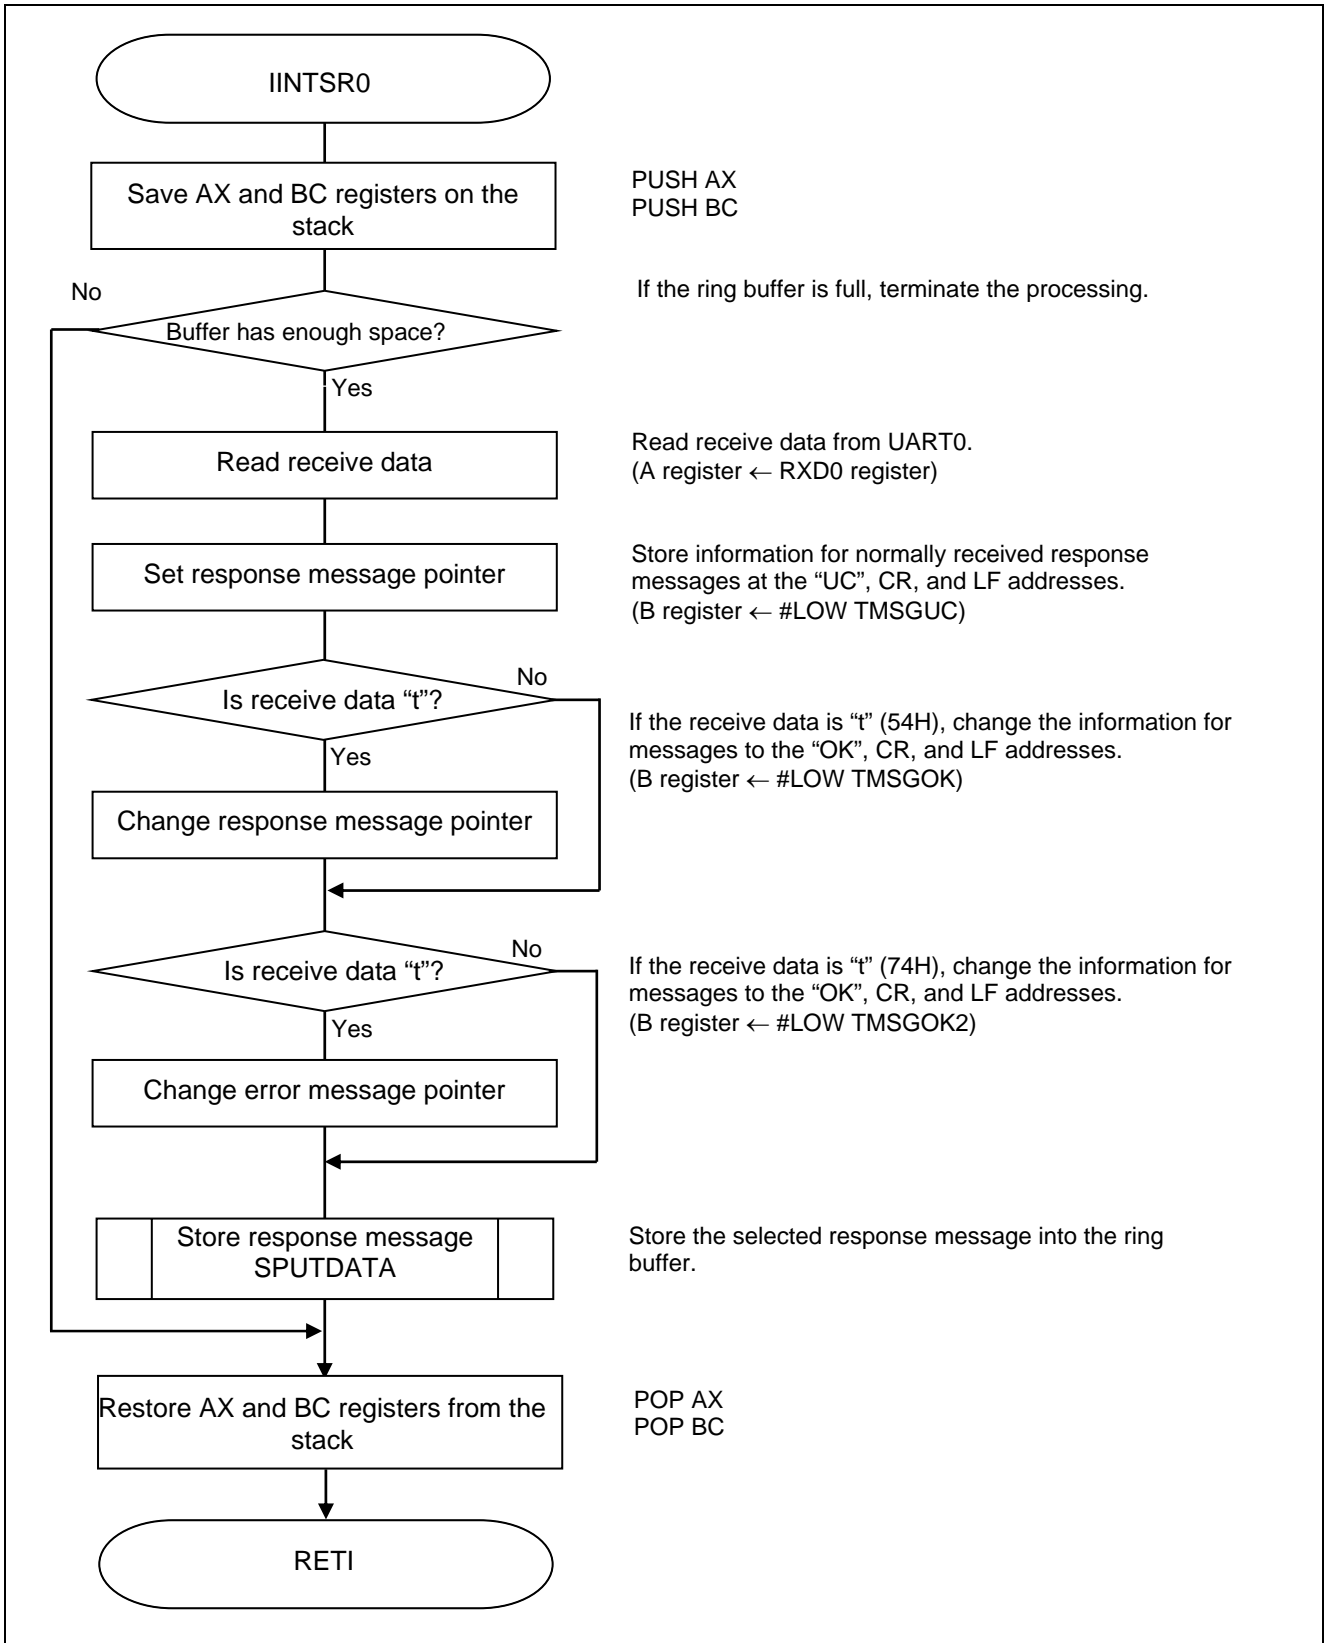 IINTSR0
Save AX and BC registers on the
stack
PUSH AX
PUSH BC
No
If the ring buffer is full, terminate the processing.
Buffer has enough space?
Yes
Read receive data
Read receive data from UART0.
(A register ← RXD0 register)
Set response message pointer
Store information for normally received response
messages at the “UC”, CR, and LF addresses.
(B register ← #LOW TMSGUC)
No
Is receive data “t”?
Yes
If the receive data is “t” (54H), change the information for
messages to the “OK”, CR, and LF addresses.
(B register ← #LOW TMSGOK)
Change response message pointer
No
Is receive data “t”?
Yes
If the receive data is “t” (74H), change the information for
messages to the “OK”, CR, and LF addresses.
(B register ← #LOW TMSGOK2)
Change error message pointer
Store response message
SPUTDATA
Store the selected response message into the ring
buffer.
Restore AX and BC registers from the
stack
POP AX
POP BC
RETI